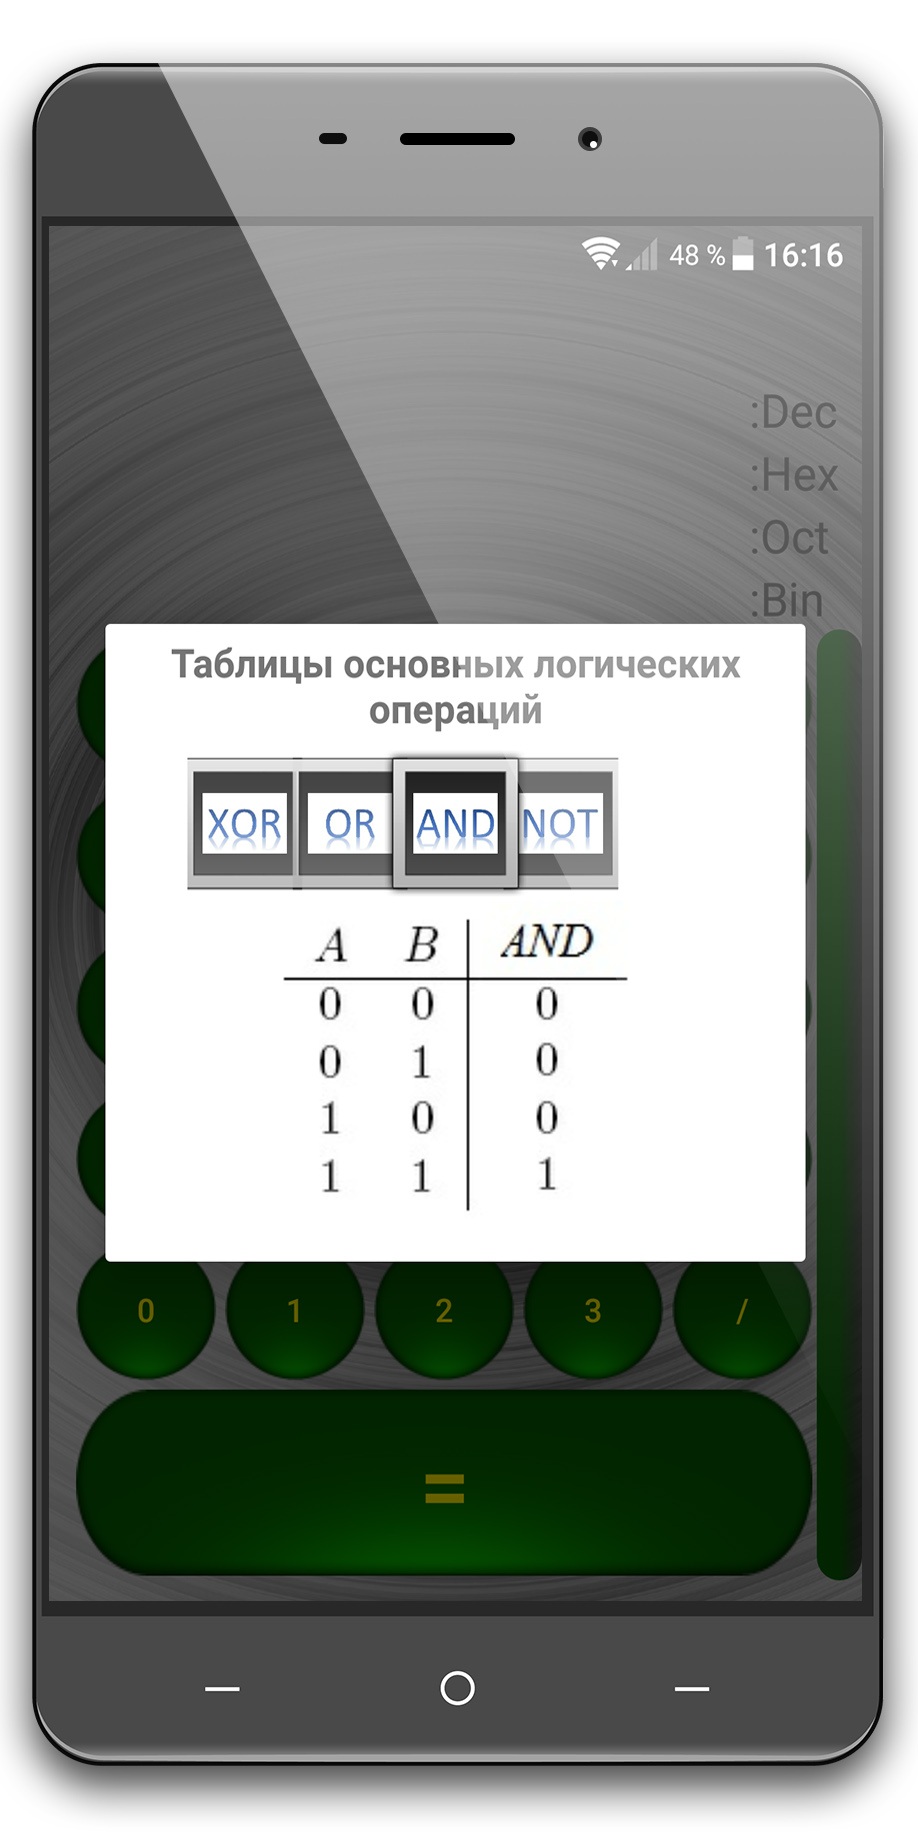 48 % 16:16
:Dec
:Hex
:Oct
:Bin
Таблицы основных логических
операций
XOR OR AND NOT
A B AND
0 0 0
0 1 0
1 0 0
1 1 1
0 1 2 3 /
=